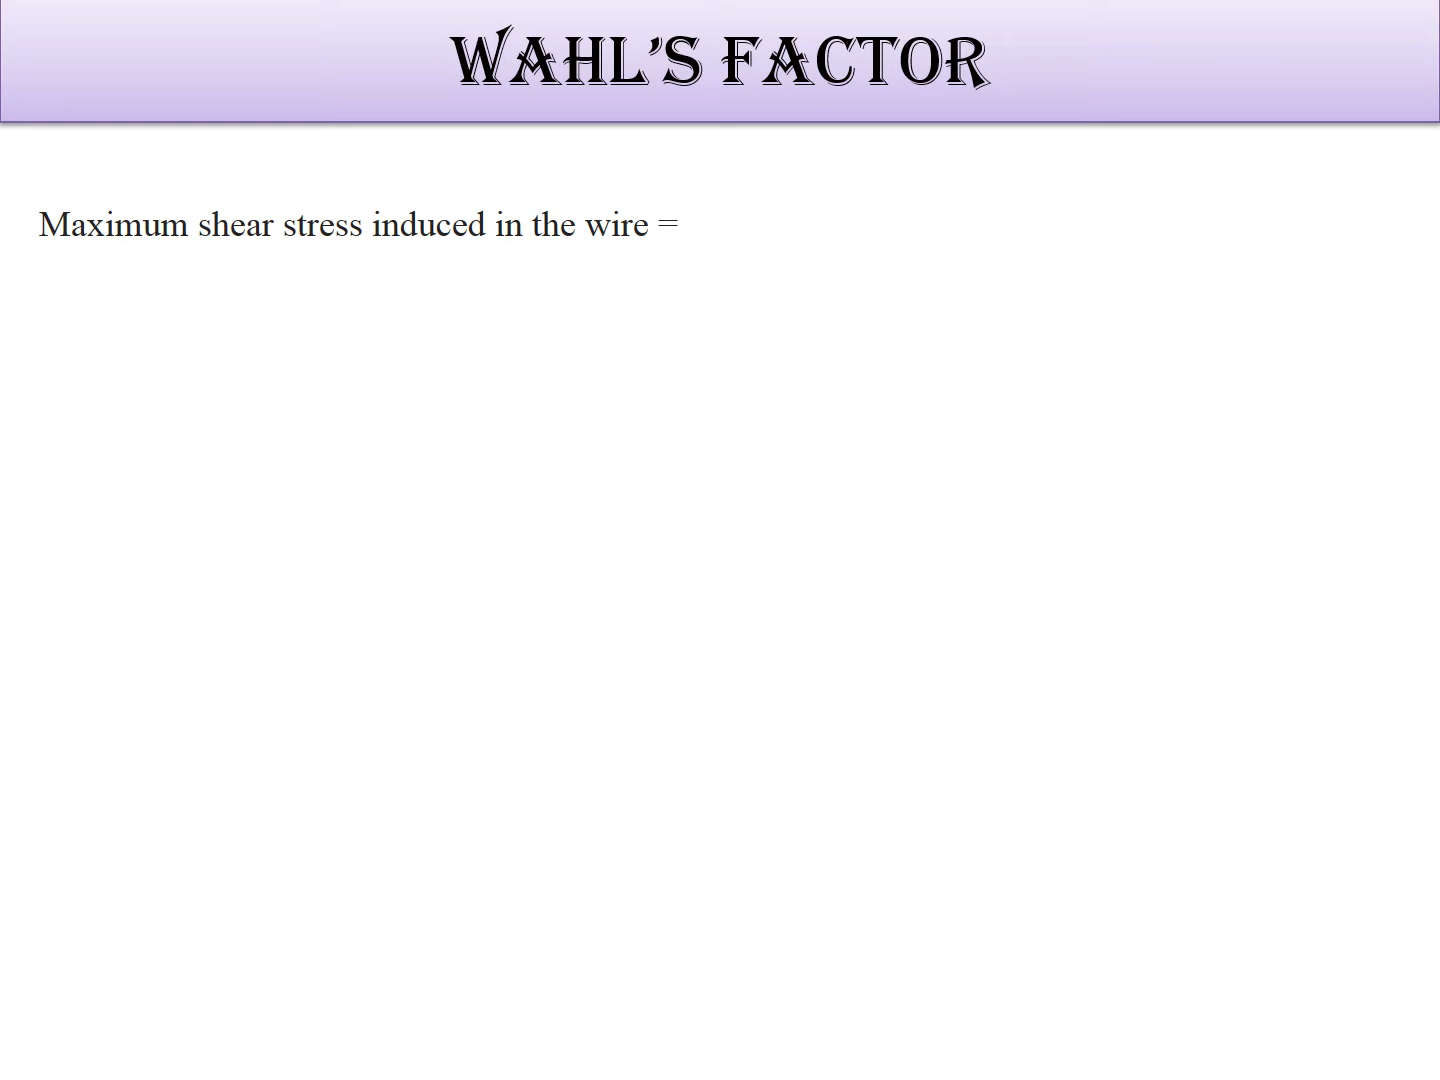 WAHL’S FACTOR
Maximum shear stress induced in the wire =